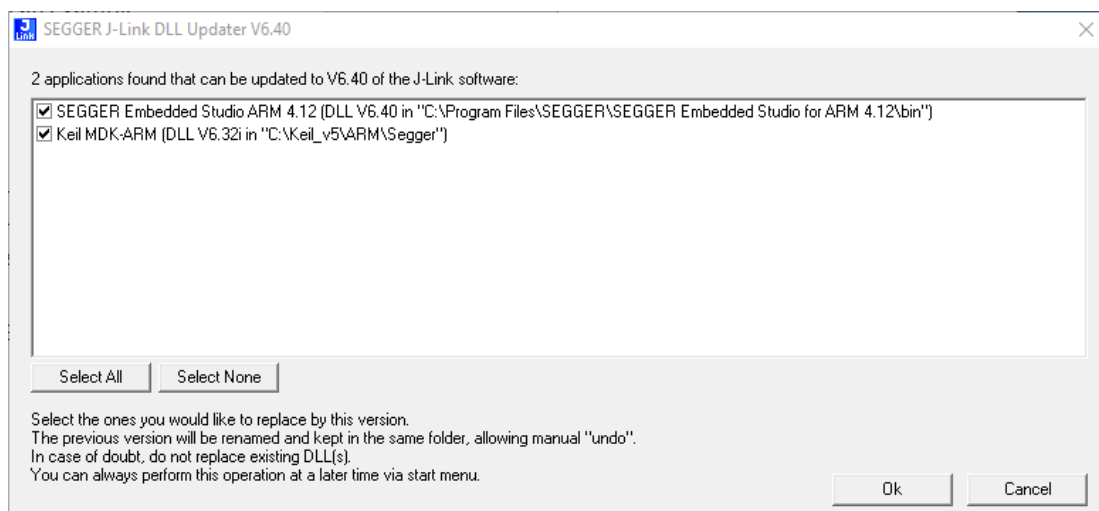 J
Link
SEGGER J-Link DLL Updater V6.40
2 applications found that can be updated to V6.40 of the J-Link software:
SEGGER Embedded Studio ARM 4.12 (DLL V6.40 in "C:\Program Files\SEGGER\SEGGER Embedded Studio for ARM 4.12\bin")
Keil MDK-ARM (DLL V6.32i in "C:\Keil_v5\ARM\Segger")
Select All
Select None
Select the ones you would like to replace by this version.
The previous version will be renamed and kept in the same folder, allowing manual "undo".
In case of doubt, do not replace existing DLL(s).
You can always perform this operation at a later time via start menu.
Ok
Cancel